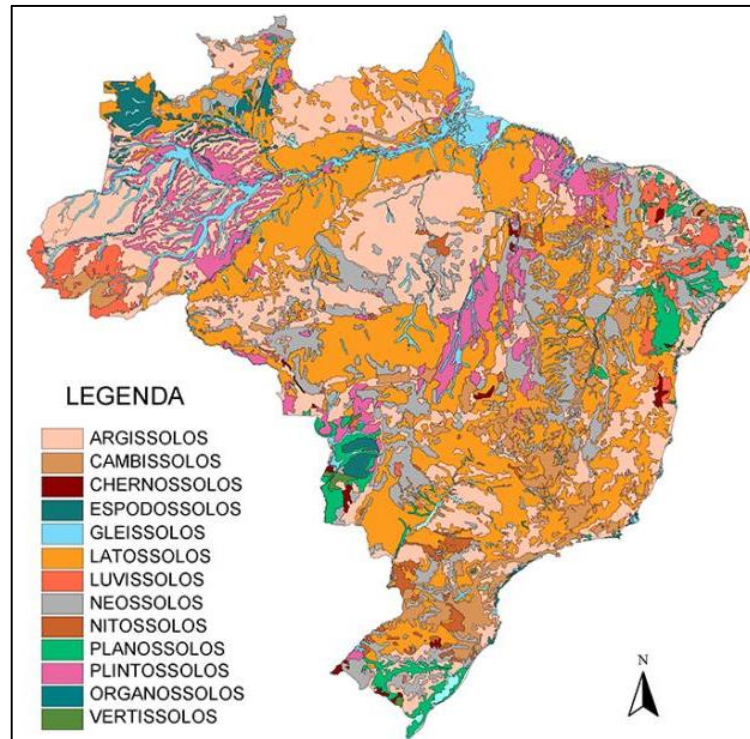 LEGENDA
ARGISSOLOS
CAMBISSOLOS
CHERNOSSOLOS
ESPODOSSOLOS
GLEISSOLOS
LATOSSOLOS
LUVISSOLOS
NEOSSOLOS
NITOSSOLOS
PLANOSSOLOS
PLINTOSSOLOS
ORGANOSSOLOS
VERTISSOLOS
N